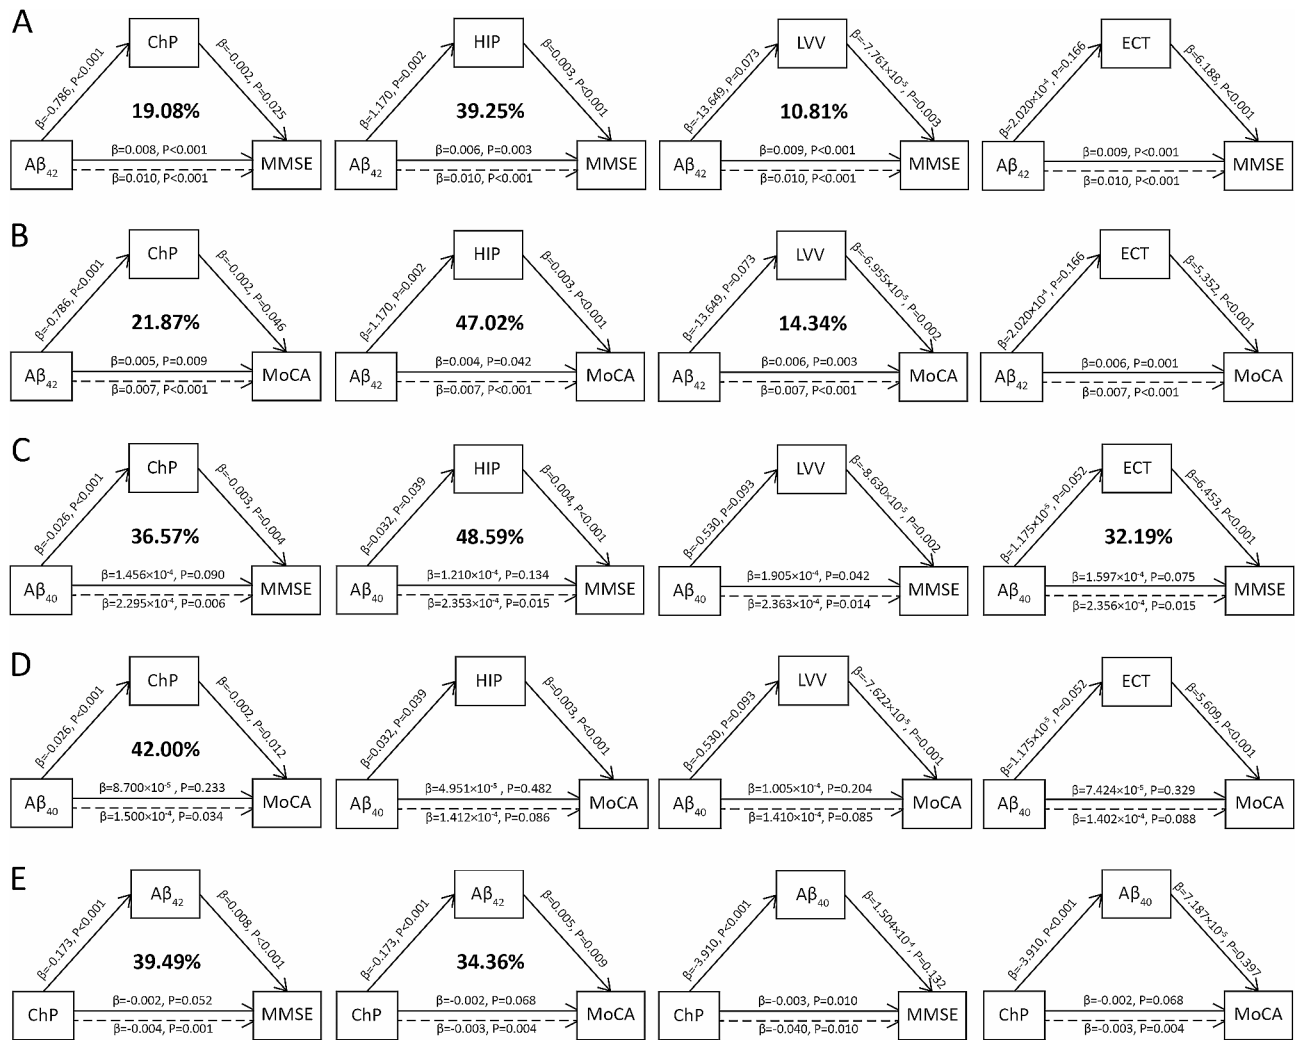 A
ChP
β=-0.786, P<0.001
β=-0.002, P=0.025
19.08%
Aβ42
β=0.008, P<0.001
β=0.010, P<0.001
MMSE
HIP
β=1.170, P=0.002
β=0.003, P<0.001
39.25%
Aβ42
β=0.006, P=0.003
β=0.010, P<0.001
MMSE
LVV
β=-13.649, P=0.073
β=-7.761×10⁻⁵, P=0.003
10.81%
Aβ42
β=0.009, P<0.001
β=0.010, P<0.001
MMSE
ECT
β=2.020×10⁻⁴, P=0.166
β=6.188, P<0.001
Aβ42
β=0.009, P<0.001
β=0.010, P<0.001
MMSE
B
ChP
β=-0.786, P<0.001
β=-0.002, P=0.046
21.87%
Aβ42
β=0.005, P=0.009
β=0.007, P<0.001
MoCA
HIP
β=1.170, P=0.002
β=0.003, P<0.001
47.02%
Aβ42
β=0.004, P=0.042
β=0.007, P<0.001
MoCA
LVV
β=-13.649, P=0.073
β=-6.955×10⁻⁵, P=0.002
14.34%
Aβ42
β=0.006, P=0.003
β=0.007, P<0.001
MoCA
ECT
β=2.020×10⁻⁴, P=0.166
β=5.352, P<0.001
Aβ42
β=0.006, P=0.001
β=0.007, P<0.001
MoCA
C
ChP
β=-0.026, P<0.001
β=-0.003, P=0.004
36.57%
Aβ40
β=1.456×10⁻⁴, P=0.090
β=2.295×10⁻⁴, P=0.006
MMSE
HIP
β=0.032, P=0.039
β=0.004, P<0.001
48.59%
Aβ40
β=1.210×10⁻⁴, P=0.134
β=2.353×10⁻⁴, P=0.015
MMSE
LVV
β=-0.530, P=0.093
β=-8.630×10⁻⁵, P=0.002
Aβ40
β=1.905×10⁻⁴, P=0.042
β=2.363×10⁻⁴, P=0.014
MMSE
ECT
β=1.175×10⁻⁵, P=0.052
β=6.453, P<0.001
32.19%
Aβ40
β=1.597×10⁻⁴, P=0.075
β=2.356×10⁻⁴, P=0.015
MMSE
D
ChP
β=-0.026, P<0.001
β=-0.002, P=0.012
42.00%
Aβ40
β=8.700×10⁻⁵ , P=0.233
β=1.500×10⁻⁴, P=0.034
MoCA
HIP
β=0.032, P=0.039
β=0.003, P<0.001
Aβ40
β=4.951×10⁻⁵, P=0.482
β=1.412×10⁻⁴, P=0.086
MoCA
LVV
β=-0.530, P=0.093
β=-7.622×10⁻⁵, P=0.001
Aβ40
β=1.005×10⁻⁴, P=0.204
β=1.410×10⁻⁴, P=0.085
MoCA
ECT
β=1.175×10⁻⁵, P=0.052
β=5.609, P<0.001
Aβ40
β=7.424×10⁻⁵, P=0.329
β=1.402×10⁻⁴, P=0.088
MoCA
E
Aβ42
β=-0.173, P<0.001
β=0.008, P<0.001
39.49%
ChP
β=-0.002, P=0.052
β=-0.004, P=0.001
MMSE
Aβ42
β=-0.173, P<0.001
β=0.005, P=0.009
34.36%
ChP
β=-0.002, P=0.068
β=-0.003, P=0.004
MoCA
Aβ40
β=-3.910, P<0.001
β=1.504×10⁻⁴, P=0.132
ChP
β=-0.003, P=0.010
β=-0.040, P=0.010
MMSE
Aβ40
β=-3.910, P<0.001
β=7.187×10⁻⁵, P=0.397
ChP
β=-0.002, P=0.068
β=-0.003, P=0.004
MoCA